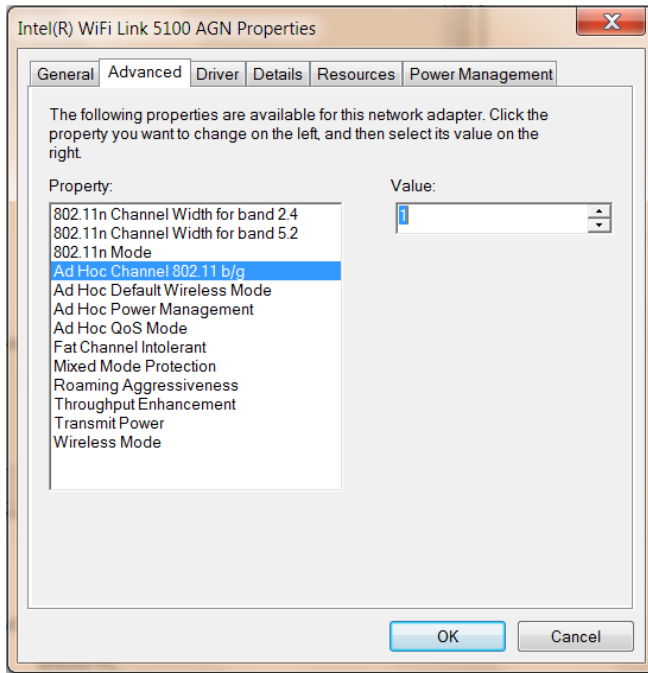 Intel(R) WiFi Link 5100 AGN Properties
General Advanced Driver Details Resources Power Management
The following properties are available for this network adapter. Click the
property you want to change on the left, and then select its value on the
right.
Property:
Value:
802.11n Channel Width for band 2.4
802.11n Channel Width for band 5.2
802.11n Mode
Ad Hoc Channel 802.11 b/g
Ad Hoc Default Wireless Mode
Ad Hoc Power Management
Ad Hoc QoS Mode
Fat Channel Intolerant
Mixed Mode Protection
Roaming Aggressiveness
Throughput Enhancement
Transmit Power
Wireless Mode
1
OK
Cancel